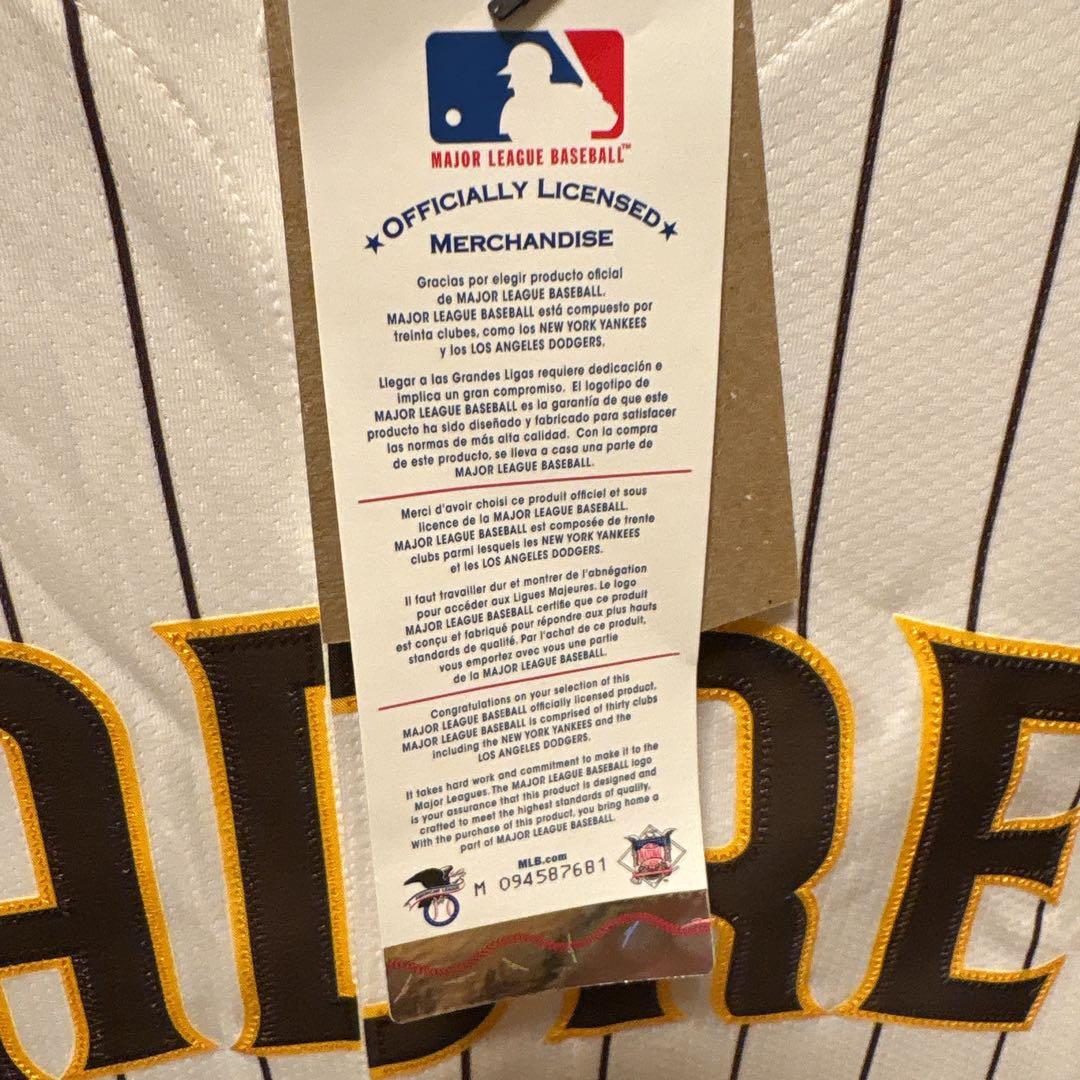 MAJOR LEAGUE BASEBALL™
★OFFICIALLY LICENSED★
MERCHANDISE
Gracias por elegir producto oficial
de MAJOR LEAGUE BASEBALL.
MAJOR LEAGUE BASEBALL está compuesto por
treinta clubes, como los NEW YORK YANKEES
y los LOS ANGELES DODGERS.
Llegar a las Grandes Ligas requiere dedicación e
implica un gran compromiso. El logotipo de
MAJOR LEAGUE BASEBALL es la garantía de que este
producto ha sido diseñado y fabricado para satisfacer
las normas de más alta calidad. Con la compra
de este producto, se lleva a casa una parte de
MAJOR LEAGUE BASEBALL.
Merci d'avoir choisi ce produit officiel et sous
licence de la MAJOR LEAGUE BASEBALL.
MAJOR LEAGUE BASEBALL est composée de trente
clubs parmi lesquels les NEW YORK YANKEES
et les LOS ANGELES DODGERS.
Il faut travailler dur et montrer de l'abnégation
pour accéder aux Ligues Majeures. Le logo
MAJOR LEAGUE BASEBALL certifie que ce produit
est conçu et fabriqué pour répondre aux plus hauts
standards de qualité. Par l'achat de ce produit,
vous emportez avec vous une partie
de la MAJOR LEAGUE BASEBALL.
Congratulations on your selection of this
MAJOR LEAGUE BASEBALL officially licensed product.
MAJOR LEAGUE BASEBALL is comprised of thirty clubs
including the NEW YORK YANKEES and the
LOS ANGELES DODGERS.
It takes hard work and commitment to make it to the
Major Leagues. The MAJOR LEAGUE BASEBALL logo
is your assurance that this product is designed and
crafted to meet the highest standards of quality.
With the purchase of this product, you bring home a
part of MAJOR LEAGUE BASEBALL.
MLB.com
M 094587681
ADRE